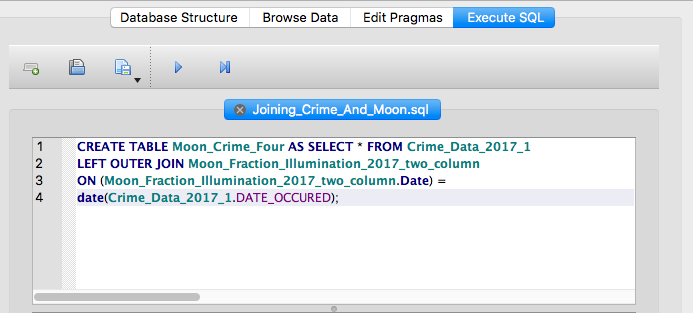 Database Structure Browse Data Edit Pragmas Execute SQL
Joining_Crime_And_Moon.sql
1 CREATE TABLE Moon_Crime_Four AS SELECT * FROM Crime_Data_2017_1
2 LEFT OUTER JOIN Moon_Fraction_Illumination_2017_two_column
3 ON (Moon_Fraction_Illumination_2017_two_column.Date) =
4 date(Crime_Data_2017_1.DATE_OCCURED);